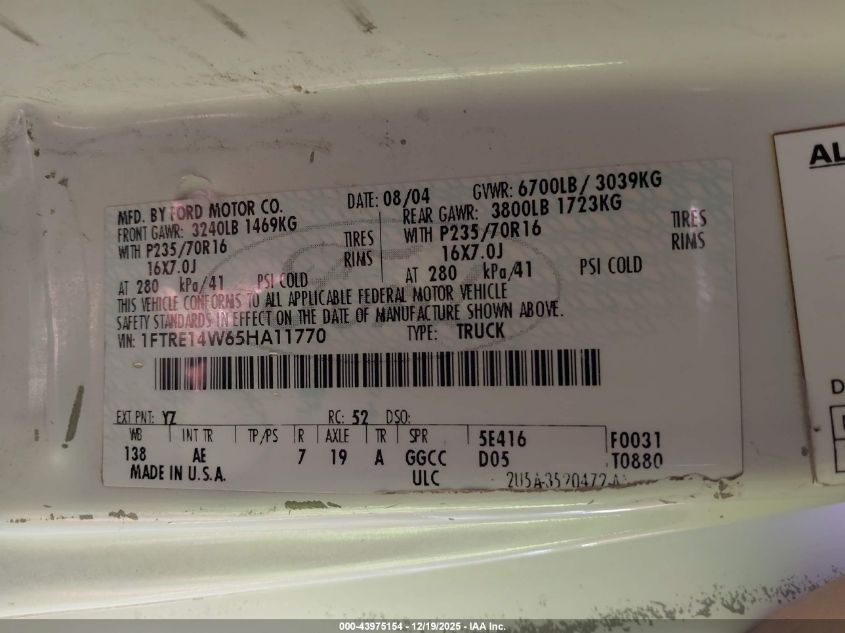 MFD. BY FORD MOTOR CO. DATE: 08/04 GVWR: 6700LB / 3039KG
FRONT GAWR: 3240LB 1469KG REAR GAWR: 3800LB 1723KG
WITH P235/70R16 TIRES WITH P235/70R16 TIRES
16X7.0J RIMS 16X7.0J RIMS
AT 280 kPa/41 PSI COLD AT 280 kPa/41 PSI COLD
THIS VEHICLE CONFORMS TO ALL APPLICABLE FEDERAL MOTOR VEHICLE
SAFETY STANDARDS IN EFFECT ON THE DATE OF MANUFACTURE SHOWN ABOVE.
VIN: 1FTRE14W65HA11770 TYPE: TRUCK
EXT PNT: YZ RC: 52 DSO:
WB INT TR TP/PS R AXLE TR SPR 5E416 F0031
138 AE 7 19 A GGCC D05 T0880
MADE IN U.S.A. ULC 2U5A-3520472-A
AL
D
000-43975154 - 12/19/2025 - IAA Inc.